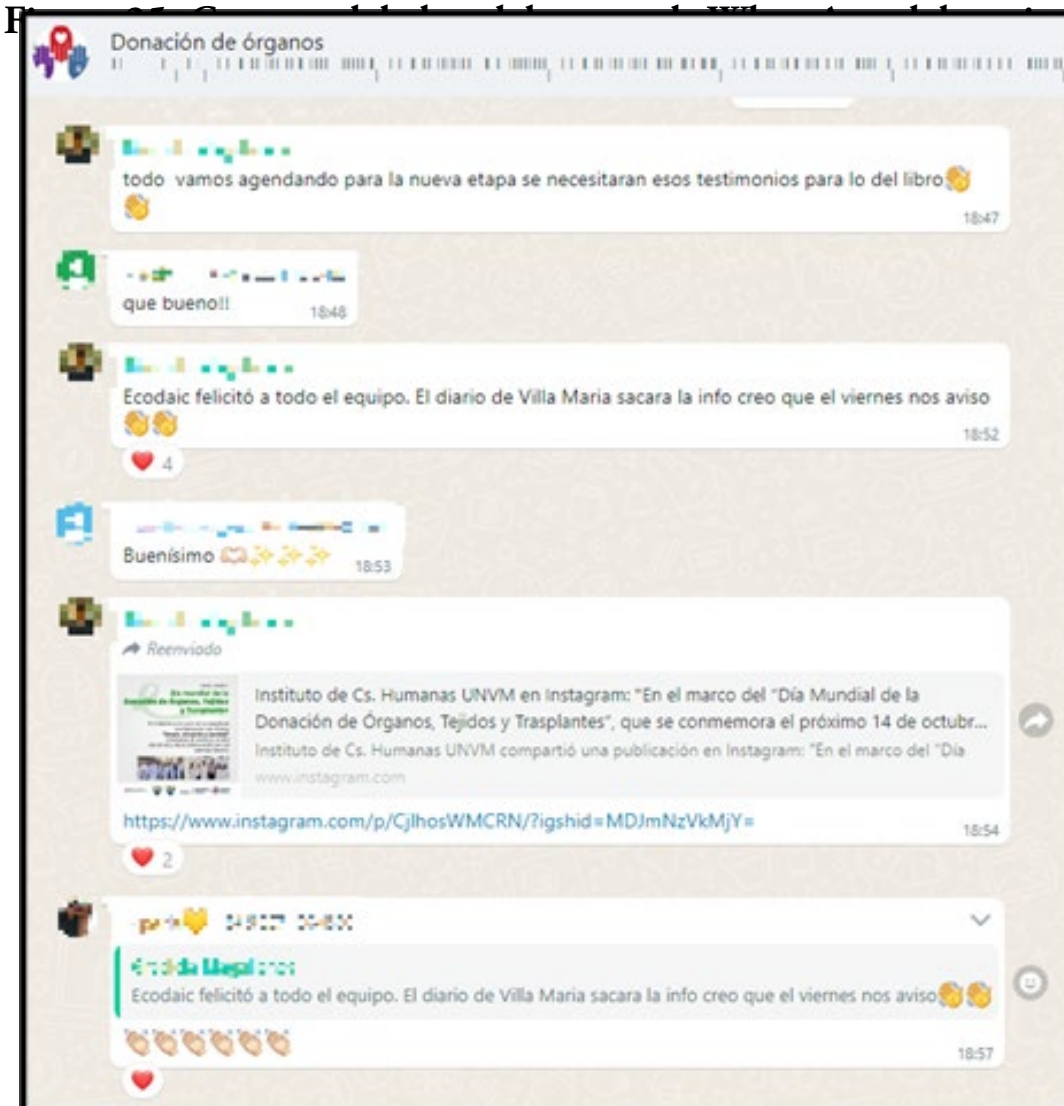 Donación de órganos
todo vamos agendando para la nueva etapa se necesitaran esos testimonios para lo del libro👏
👏
18:47
que bueno!!
18:48
Ecodaic felicitó a todo el equipo. El diario de Villa Maria sacara la info creo que el viernes nos aviso
👏👏
18:52
❤️ 4
Buenísimo 🫶🏻✨✨✨
18:53
Reenviado
Instituto de Cs. Humanas UNVM en Instagram: "En el marco del "Día Mundial de la
Donación de Órganos, Tejidos y Trasplantes", que se conmemora el próximo 14 de octubr...
Instituto de Cs. Humanas UNVM compartió una publicación en Instagram: "En el marco del "Día
www.instagram.com
https://www.instagram.com/p/CjlhosWMCRN/?igshid=MDJmNzVkMjY=
18:54
❤️ 2
Ecodaic felicitó a todo el equipo. El diario de Villa Maria sacara la info creo que el viernes nos aviso👏👏
👏🏻👏🏻👏🏻👏🏻👏🏻👏🏻
18:57
❤️